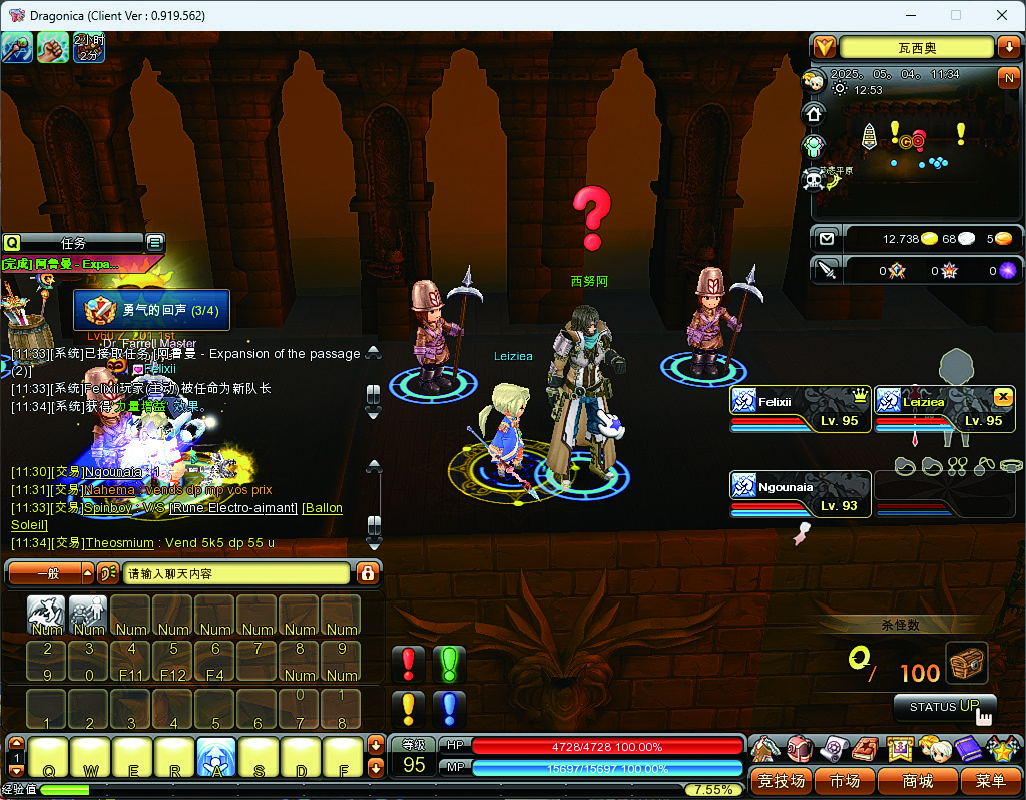 Dragonica (Client Ver : 0.919.562)
2小时
2分
瓦西奥
2025。 05。 04。 11:34
N
12:53
12.738 68 5
0 0 0
Q 任务
[完成] 阿鲁曼 - Expa...
勇气的回声 (3/4)
Dr_Farrell_Master
[11:33][系统]已接取任务 [阿鲁曼 - Expansion of the passage
(2)]
Felixii
[11:33][系统]Felixii玩家(主动)被任命为新队长
[11:34][系统]获得'力量增益' 效果。
[11:30][交易]Ngounaia : 1
[11:31][交易]Nahema : vends dp mp vos prix
[11:33][交易]Spinboy : V/S [Rune Electro-aimant] [Ballon
Soleil]
[11:34][交易]Theosmium : Vend 5k5 dp 55 u
西努阿
Leiziea
Felixii
Lv. 95
Leiziea
Lv. 95
Ngounaia
Lv. 93
一般
请输入聊天内容
Num Num Num Num Num Num Num Num
2 3 4 5 6 7 8 9
9 0 F11 F12 F4 Num Num
0 1
1 2 3 4 5 6 7 8
1
Q W E R A S D F
杀怪数
0 / 100
STATUS UP
等级
95
HP
4728/4728 100.00%
MP
15697/15697 100.00%
经验值
7.55%
竞技场 市场 商城 菜单